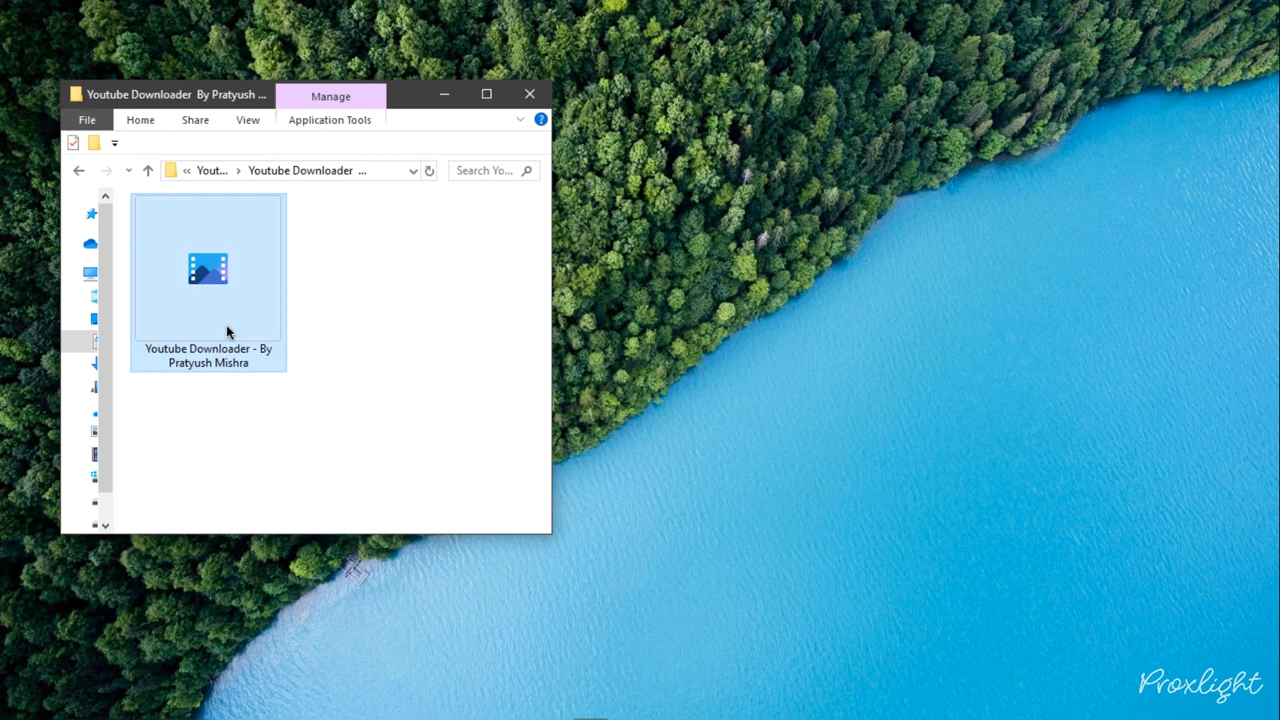 Youtube Downloader  By Pratyush ...
Manage
File
Home
Share
View
Application Tools
?
« Yout... › Youtube Downloader ...
Search Yo...
Youtube Downloader - By
Pratyush Mishra
Proxlight